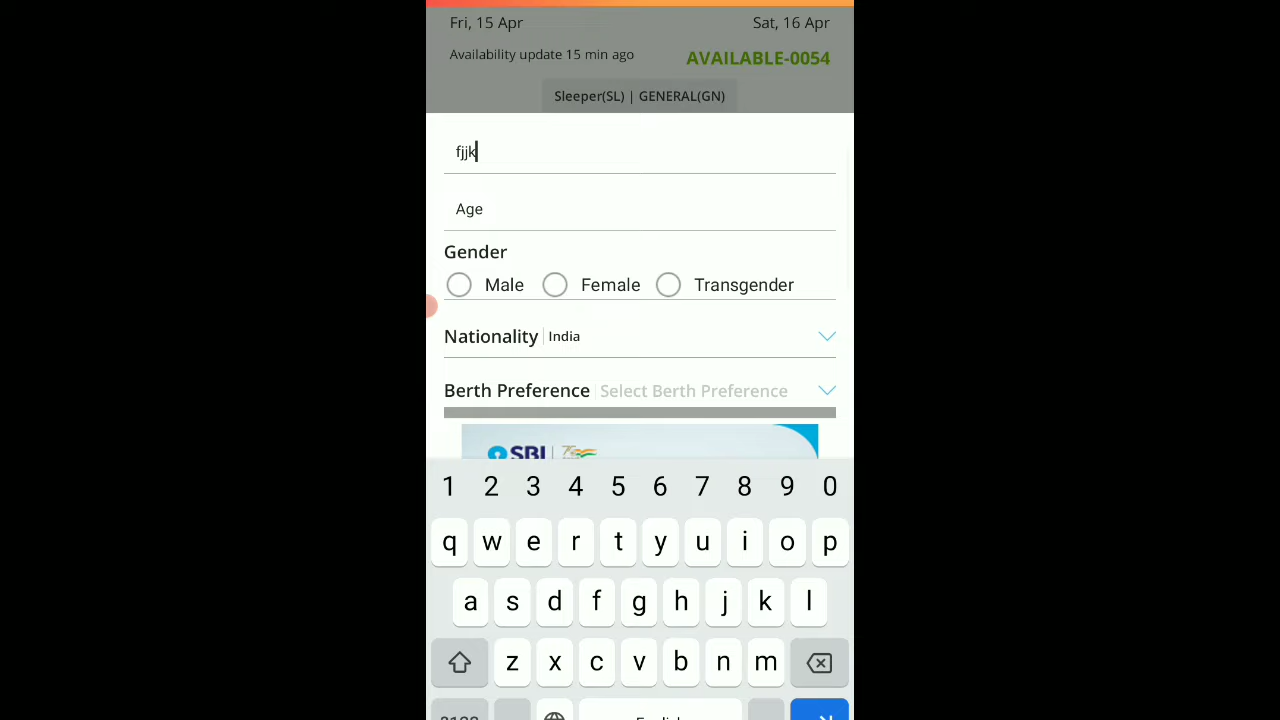 Fri, 15 Apr Sat, 16 Apr
Availability update 15 min ago AVAILABLE-0054
Sleeper(SL) | GENERAL(GN)
fjjk
Age
Gender
Male Female Transgender
Nationality India
Berth Preference Select Berth Preference
SBI
1 2 3 4 5 6 7 8 9 0
q w e r t y u i o p
a s d f g h j k l
z x c v b n m